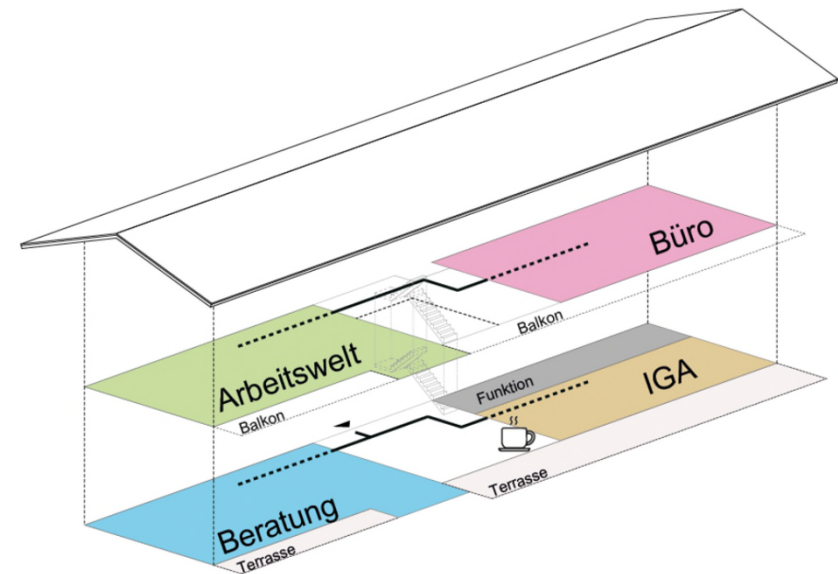 Büro
Balkon
Arbeitswelt
Balkon
Funktion
IGA
Terrasse
Beratung
Terrasse